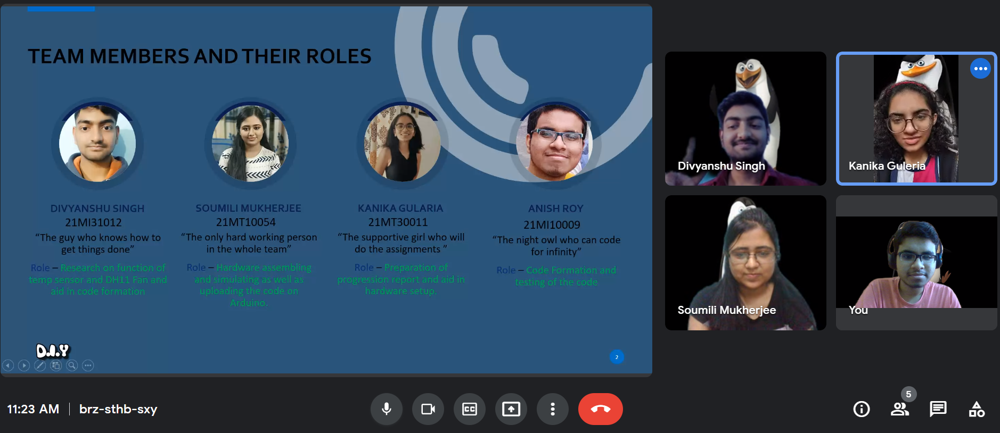 TEAM MEMBERS AND THEIR ROLES
DIVYANSHU SINGH
21MI31012
“The guy who knows how to
get things done”
Role – Research on function of
temp sensor and DH11 Fan and
aid in code formation
SOUMILI MUKHERJEE
21MT10054
“The only hard working person
in the whole team”
Role – Hardware assembling
and simulating as well as
uploading the code on
Arduino.
KANIKA GULARIA
21MT30011
“The supportive girl who will
do the assignments ”
Role – Preparation of
progression report and aid in
hardware setup.
ANISH ROY
21MI10009
“The night owl who can code
for infinity”
Role – Code Formation and
testing of the code
D.I.Y
2
Divyanshu Singh
Kanika Guleria
Soumili Mukherjee
You
11:23 AM | brz-sthb-sxy
CC
5